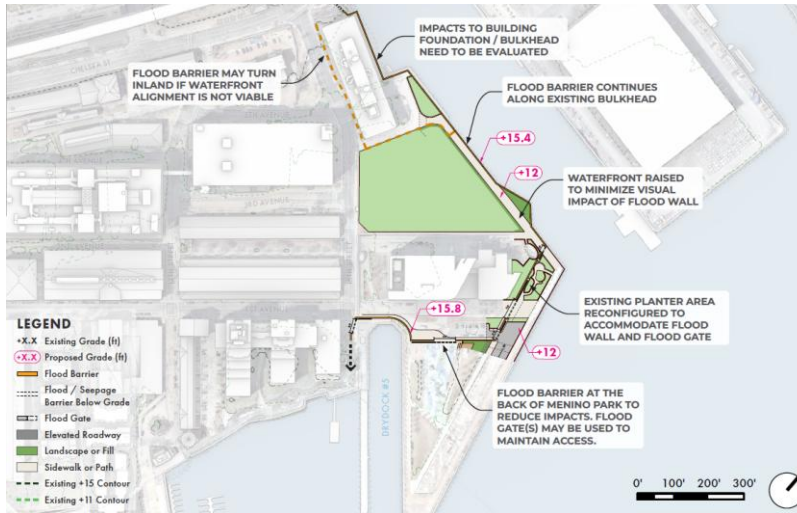 IMPACTS TO BUILDING
FOUNDATION / BULKHEAD
NEED TO BE EVALUATED
FLOOD BARRIER MAY TURN
INLAND IF WATERFRONT
ALIGNMENT IS NOT VIABLE
FLOOD BARRIER CONTINUES
ALONG EXISTING BULKHEAD
+15.4
+12
WATERFRONT RAISED
TO MINIMIZE VISUAL
IMPACT OF FLOOD WALL
3RD AVENUE
+15.8
EXISTING PLANTER AREA
RECONFIGURED TO
ACCOMMODATE FLOOD
WALL AND FLOOD GATE
+12
FLOOD BARRIER AT THE
BACK OF MENINO PARK TO
REDUCE IMPACTS. FLOOD
GATE(S) MAY BE USED TO
MAINTAIN ACCESS.
DRYDOCK #5
LEGEND
+X.X Existing Grade (ft)
+X.X Proposed Grade (ft)
Flood Barrier
Flood / Seepage
Barrier Below Grade
Flood Gate
Elevated Roadway
Landscape or Fill
Sidewalk or Path
Existing +15 Contour
Existing +11 Contour
0' 100' 200' 300'